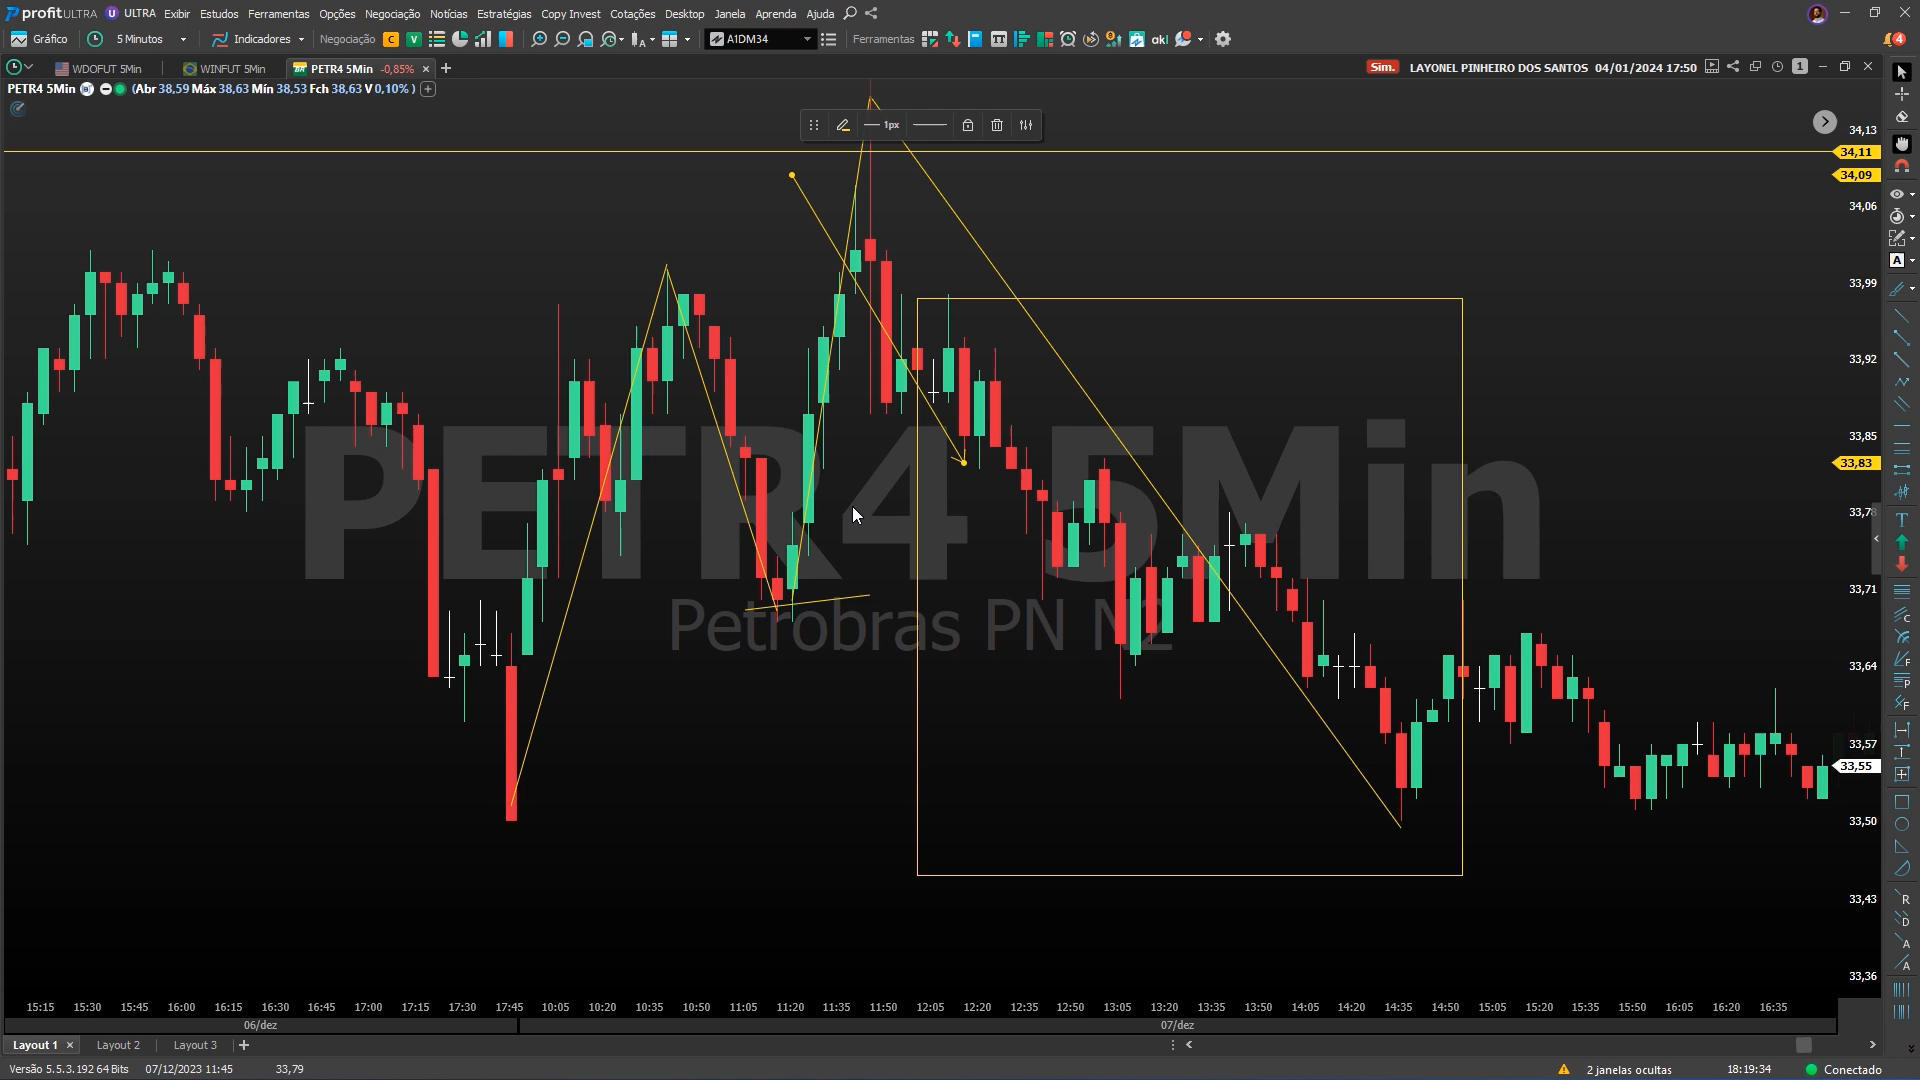 profitULTRA U ULTRA Exibir Estudos Ferramentas Opções Negociação Notícias Estratégias Copy Invest Cotações Desktop Janela Aprenda Ajuda
Gráfico 5 Minutos Indicadores Negociação C V A1DM34 Ferramentas TT akl 4
WDOFUT 5Min WINFUT 5Min PETR4 5Min -0,85% × + Sim. LAYONEL PINHEIRO DOS SANTOS 04/01/2024 17:50 1
PETR4 5Min (Abr 38,59 Máx 38,63 Mín 38,53 Fch 38,63 V 0,10% ) +
1px
34,13
34,11
34,09
34,06
33,99
33,92
33,85
33,83
33,78
33,71
33,64
33,57
33,55
33,50
33,43
33,36
PETR4 5Min
Petrobras PN N2
15:15 15:30 15:45 16:00 16:15 16:30 16:45 17:00 17:15 17:30 17:45 10:05 10:20 10:35 10:50 11:05 11:20 11:35 11:50 12:05 12:20 12:35 12:50 13:05 13:20 13:35 13:50 14:05 14:20 14:35 14:50 15:05 15:20 15:35 15:50 16:05 16:20 16:35
06/dez 07/dez
Layout 1 × Layout 2 Layout 3 +
Versão 5.5.3.192 64 Bits 07/12/2023 11:45 33,79 2 janelas ocultas 18:19:34 Conectado
A
T
C
F
P
F
R
D
A
A